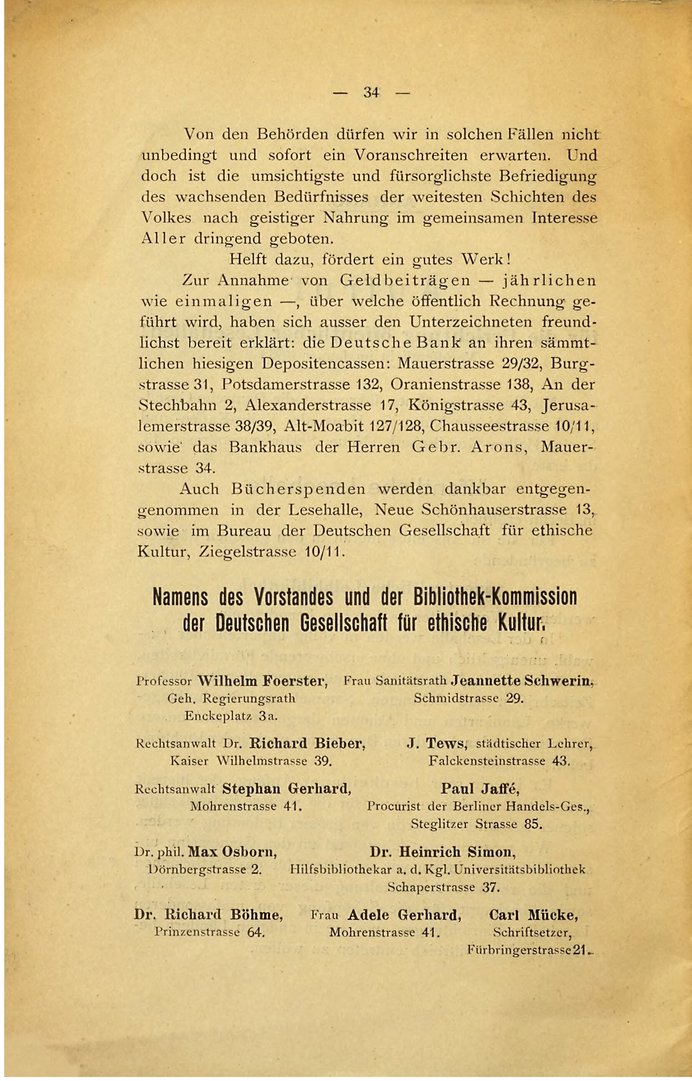 — 34 —
Von den Behörden dürfen wir in solchen Fällen nicht
unbedingt und sofort ein Voranschreiten erwarten. Und
doch ist die umsichtigste und fürsorglichste Befriedigung
des wachsenden Bedürfnisses der weitesten Schichten des
Volkes nach geistiger Nahrung im gemeinsamen Interesse
Aller dringend geboten.
Helft dazu, fördert ein gutes Werk!
Zur Annahme von Geldbeiträgen — jährlichen
wie einmaligen —, über welche öffentlich Rechnung ge-
führt wird, haben sich ausser den Unterzeichneten freund-
lichst bereit erklärt: die Deutsche Bank an ihren sämmt-
lichen hiesigen Depositencassen: Mauerstrasse 29/32, Burg-
strasse 31, Potsdamerstrasse 132, Oranienstrasse 138, An der
Stechbahn 2, Alexanderstrasse 17, Königstrasse 43, Jerusa-
lemerstrasse 38/39, Alt-Moabit 127/128, Chausseestrasse 10/11,
sowie das Bankhaus der Herren Gebr. Arons, Mauer-
strasse 34.
Auch Bücherspenden werden dankbar entgegen-
genommen in der Lesehalle, Neue Schönhauserstrasse 13,
sowie im Bureau der Deutschen Gesellschaft für ethische
Kultur, Ziegelstrasse 10/11.
Namens des Vorstandes und der Bibliothek-Kommission
der Deutschen Gesellschaft für ethische Kultur.
Professor Wilhelm Foerster, Frau Sanitätsrath Jeannette Schwerin,
Geh. Regierungsrath Schmidstrasse 29.
Enckeplatz 3a.
Rechtsanwalt Dr. Richard Bieber, J. Tews, städtischer Lehrer,
Kaiser Wilhelmstrasse 39. Falckensteinstrasse 43.
Rechtsanwalt Stephan Gerhard, Paul Jaffé,
Mohrenstrasse 41. Procurist der Berliner Handels-Ges.,
Steglitzer Strasse 85.
Dr. phil. Max Osborn, Dr. Heinrich Simon,
Dörnbergstrasse 2. Hilfsbibliothekar a. d. Kgl. Universitätsbibliothek
Schaperstrasse 37.
Dr. Richard Böhme, Frau Adele Gerhard, Carl Mücke,
Prinzenstrasse 64. Mohrenstrasse 41. Schriftsetzer,
Fürbringerstrasse 21.